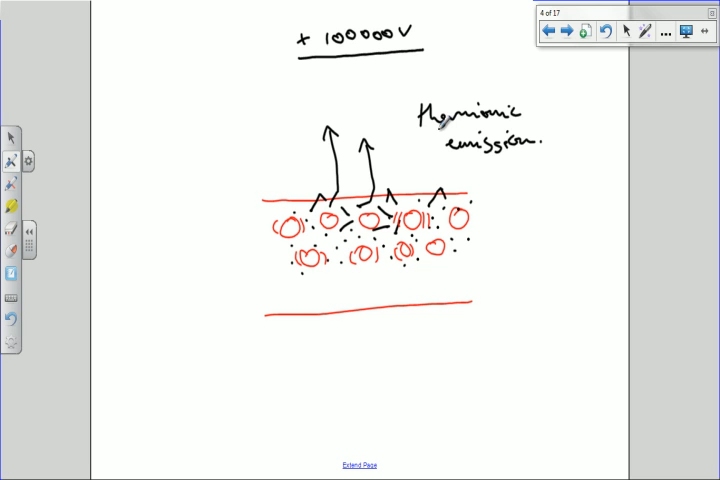 4 of 17
+ 100000V
thermionic
emission.
Extend Page